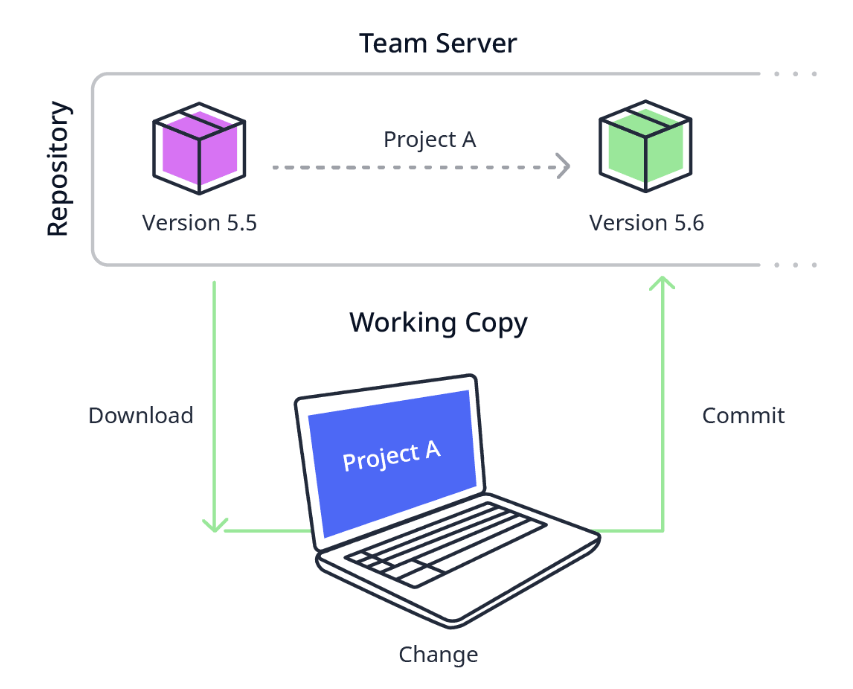 Team Server
Repository
Project A
Version 5.5
Version 5.6
Working Copy
Download
Commit
Project A
Change